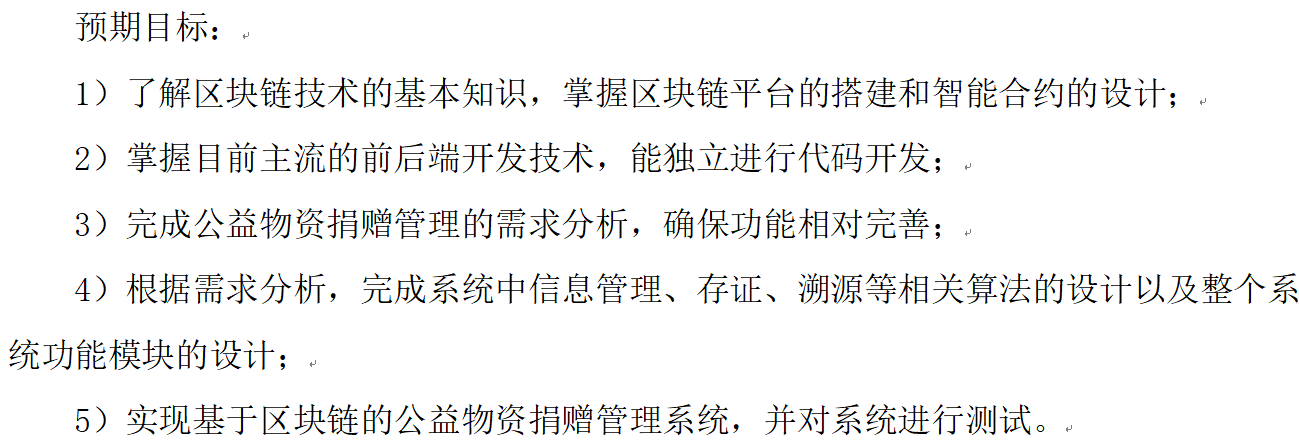 预期目标：
1）了解区块链技术的基本知识，掌握区块链平台的搭建和智能合约的设计；
2）掌握目前主流的前后端开发技术，能独立进行代码开发；
3）完成公益物资捐赠管理的需求分析，确保功能相对完善；
4）根据需求分析，完成系统中信息管理、存证、溯源等相关算法的设计以及整个系
统功能模块的设计；
5）实现基于区块链的公益物资捐赠管理系统，并对系统进行测试。